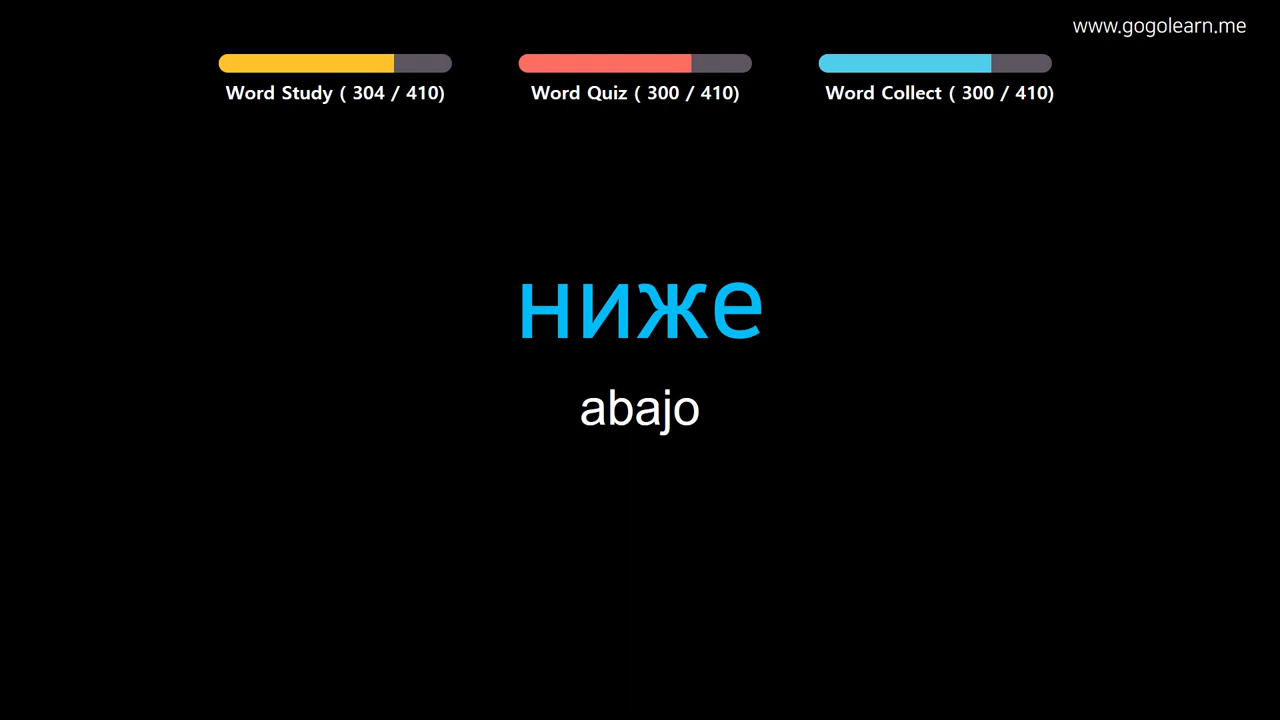 www.gogolearn.me
Word Study ( 304 / 410)
Word Quiz ( 300 / 410)
Word Collect ( 300 / 410)
ниже
abajo